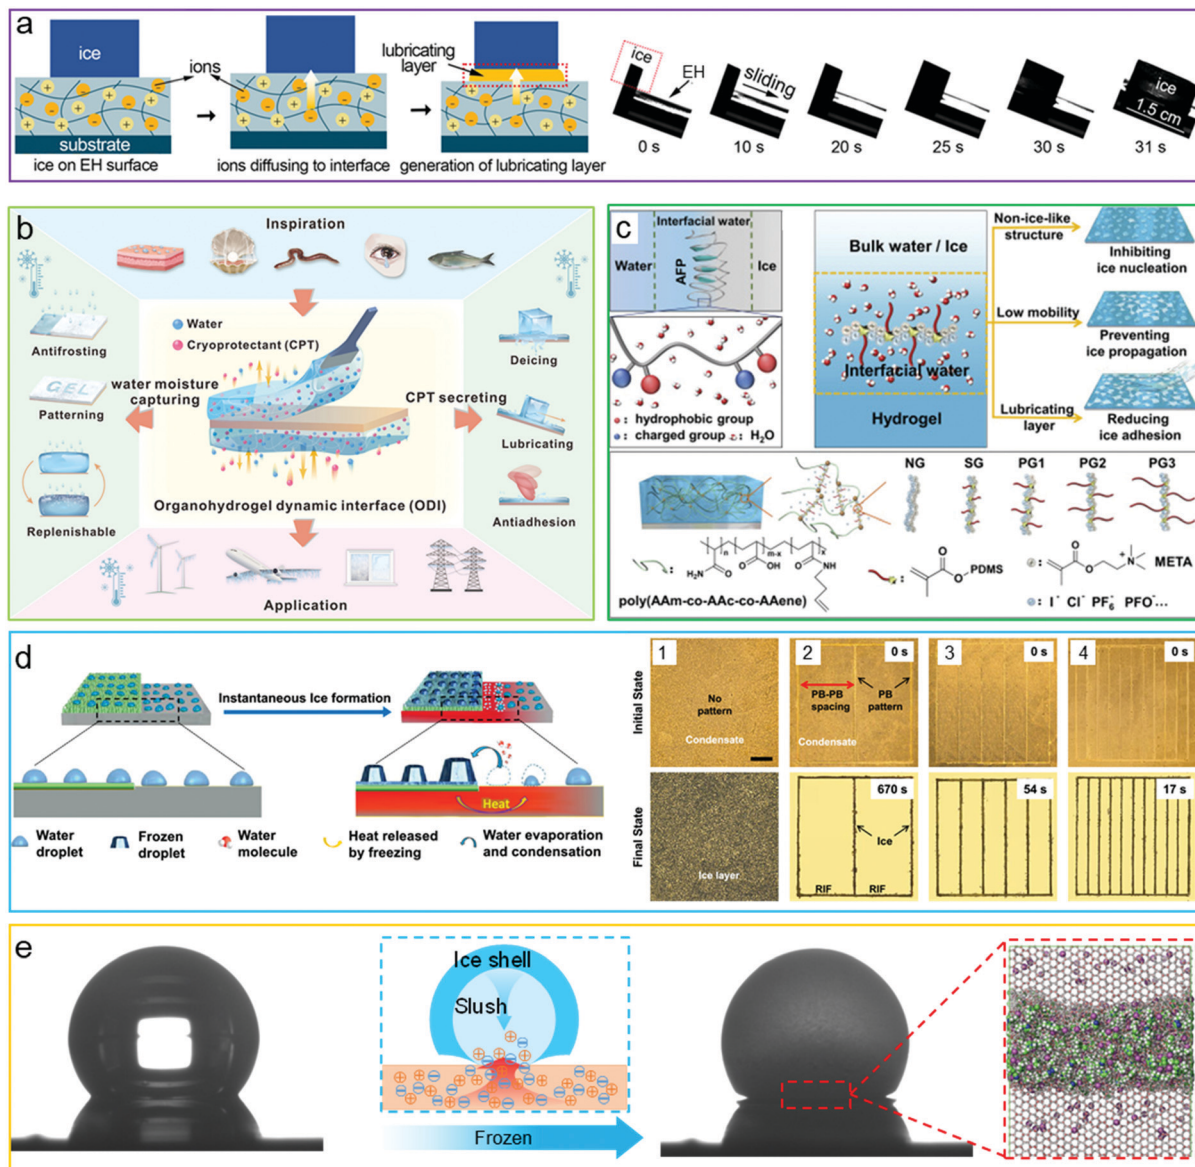 a
ice
ions
substrate
ice on EH surface
ions diffusing to interface
lubricating
layer
generation of lubricating layer
ice
EH
sliding
ice
1.5 cm
0 s
10 s
20 s
25 s
30 s
31 s
b
Inspiration
Water
Cryoprotectant (CPT)
Antifrosting
Patterning
GEL
Replenishable
water moisture
capturing
CPT secreting
Deicing
Lubricating
Antiadhesion
Organohydrogel dynamic interface (ODI)
Application
c
Interfacial water
Water
AFP
Ice
: hydrophobic group
: charged group : H₂O
Bulk water / Ice
Interfacial water
Hydrogel
Non-ice-like
structure
Inhibiting
ice nucleation
Low mobility
Preventing
ice propagation
Lubricating
layer
Reducing
ice adhesion
NG
SG
PG1
PG2
PG3
n
m-x
x
H₂N
O
O
OH
O
NH
poly(AAm-co-AAc-co-AAene)
:
O
O
PDMS
:
O
O
N
+
META
: I⁻ Cl⁻ PF₆⁻ PFO⁻...
d
Instantaneous Ice formation
Heat
Water
droplet
Frozen
droplet
Water
molecule
Heat released
by freezing
Water evaporation
and condensation
Initial State
Final State
1
No
pattern
Condensate
Ice layer
2
0 s
PB-PB
spacing
PB
pattern
Condensate
670 s
Ice
RIF
RIF
3
0 s
54 s
4
0 s
17 s
e
Ice shell
Slush
Frozen